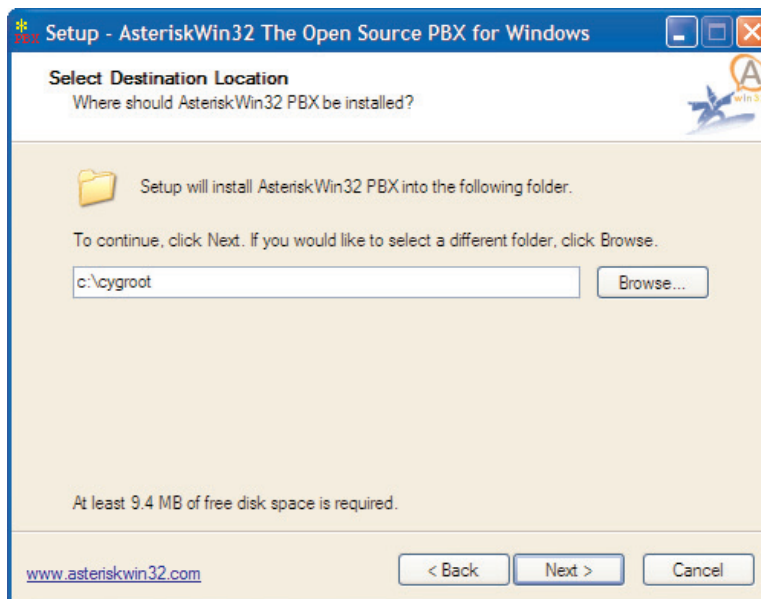 PBX Setup - AsteriskWin32 The Open Source PBX for Windows
Select Destination Location
Where should AsteriskWin32 PBX be installed?
A
win3
Setup will install AsteriskWin32 PBX into the following folder.
To continue, click Next. If you would like to select a different folder, click Browse.
c:\cygroot
Browse...
At least 9.4 MB of free disk space is required.
www.asteriskwin32.com
< Back
Next >
Cancel